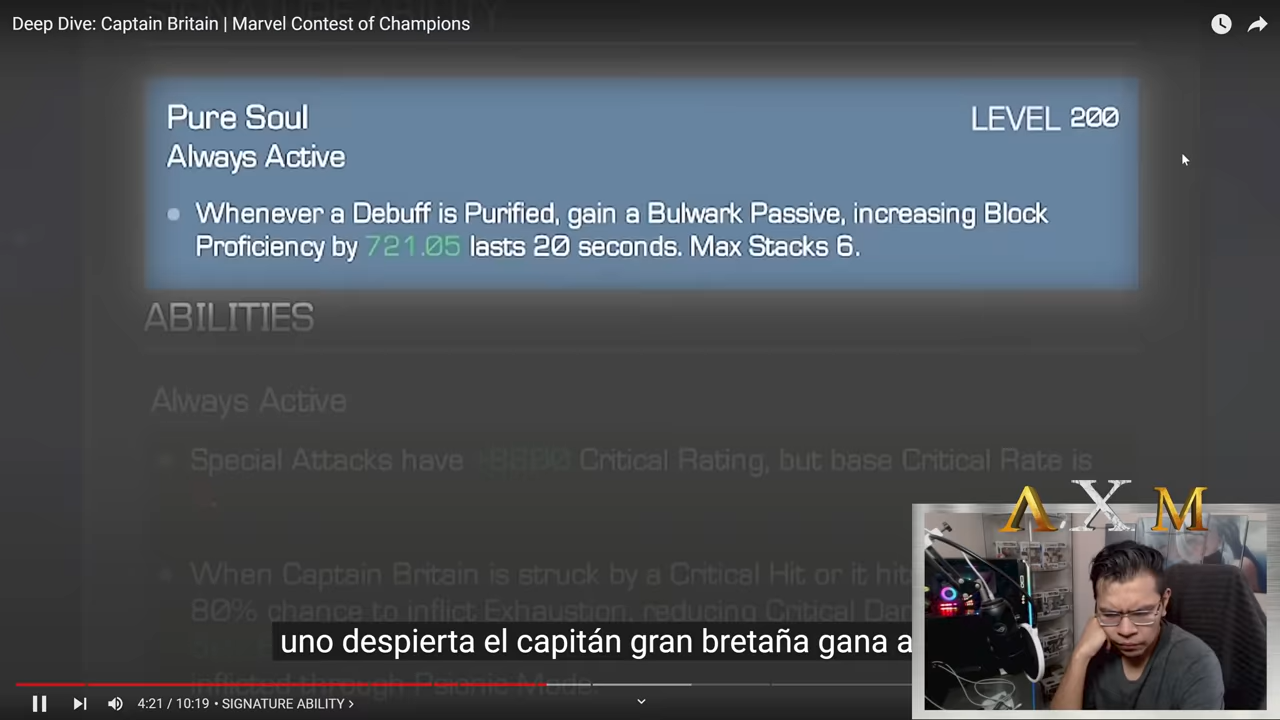 Deep Dive: Captain Britain | Marvel Contest of Champions
Pure Soul
LEVEL 200
Always Active
Whenever a Debuff is Purified, gain a Bulwark Passive, increasing Block
Proficiency by 721.05 lasts 20 seconds. Max Stacks 6.
ABILITIES
Always Active
Special Attacks have Critical Rating, but base Critical Rate is
When Captain Britain is struck by a Critical Hit or it
80% chance to inflict Exhaustion, reducing Critical
inflicted through Psionic Mode.
uno despierta el capitán gran bretaña gana
AXM
4:21 / 10:19 • SIGNATURE ABILITY >